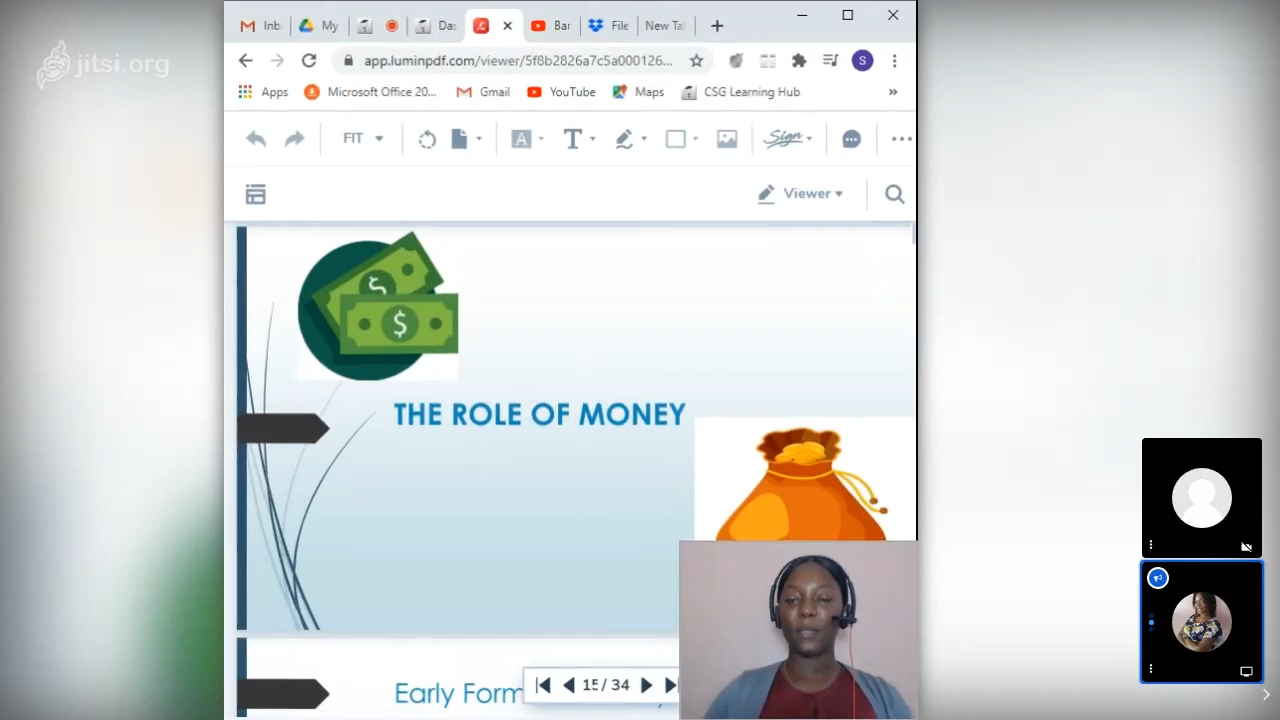 jitsi.org
Inb
My
Das
Bar
File
New Ta
app.luminpdf.com/viewer/5f8b2826a7c5a000126...
S
Apps
Microsoft Office 20...
Gmail
YouTube
Maps
CSG Learning Hub
»
FIT
A
T
Sign
Viewer
$
$
THE ROLE OF MONEY
Early Form
15 / 34